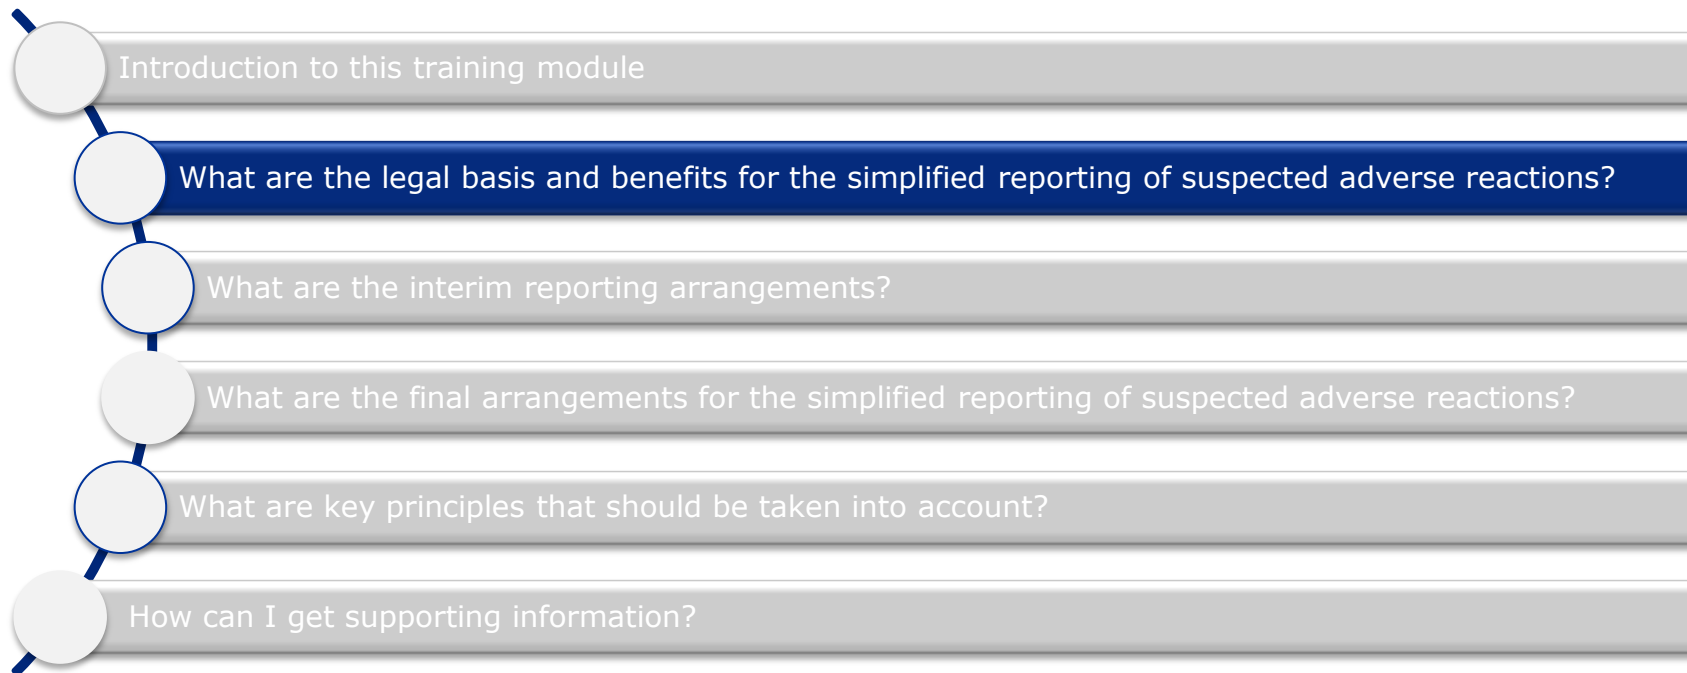 Introduction to this training module
What are the legal basis and benefits for the simplified reporting of suspected adverse reactions?
What are the interim reporting arrangements?
What are the final arrangements for the simplified reporting of suspected adverse reactions?
What are key principles that should be taken into account?
How can I get supporting information?